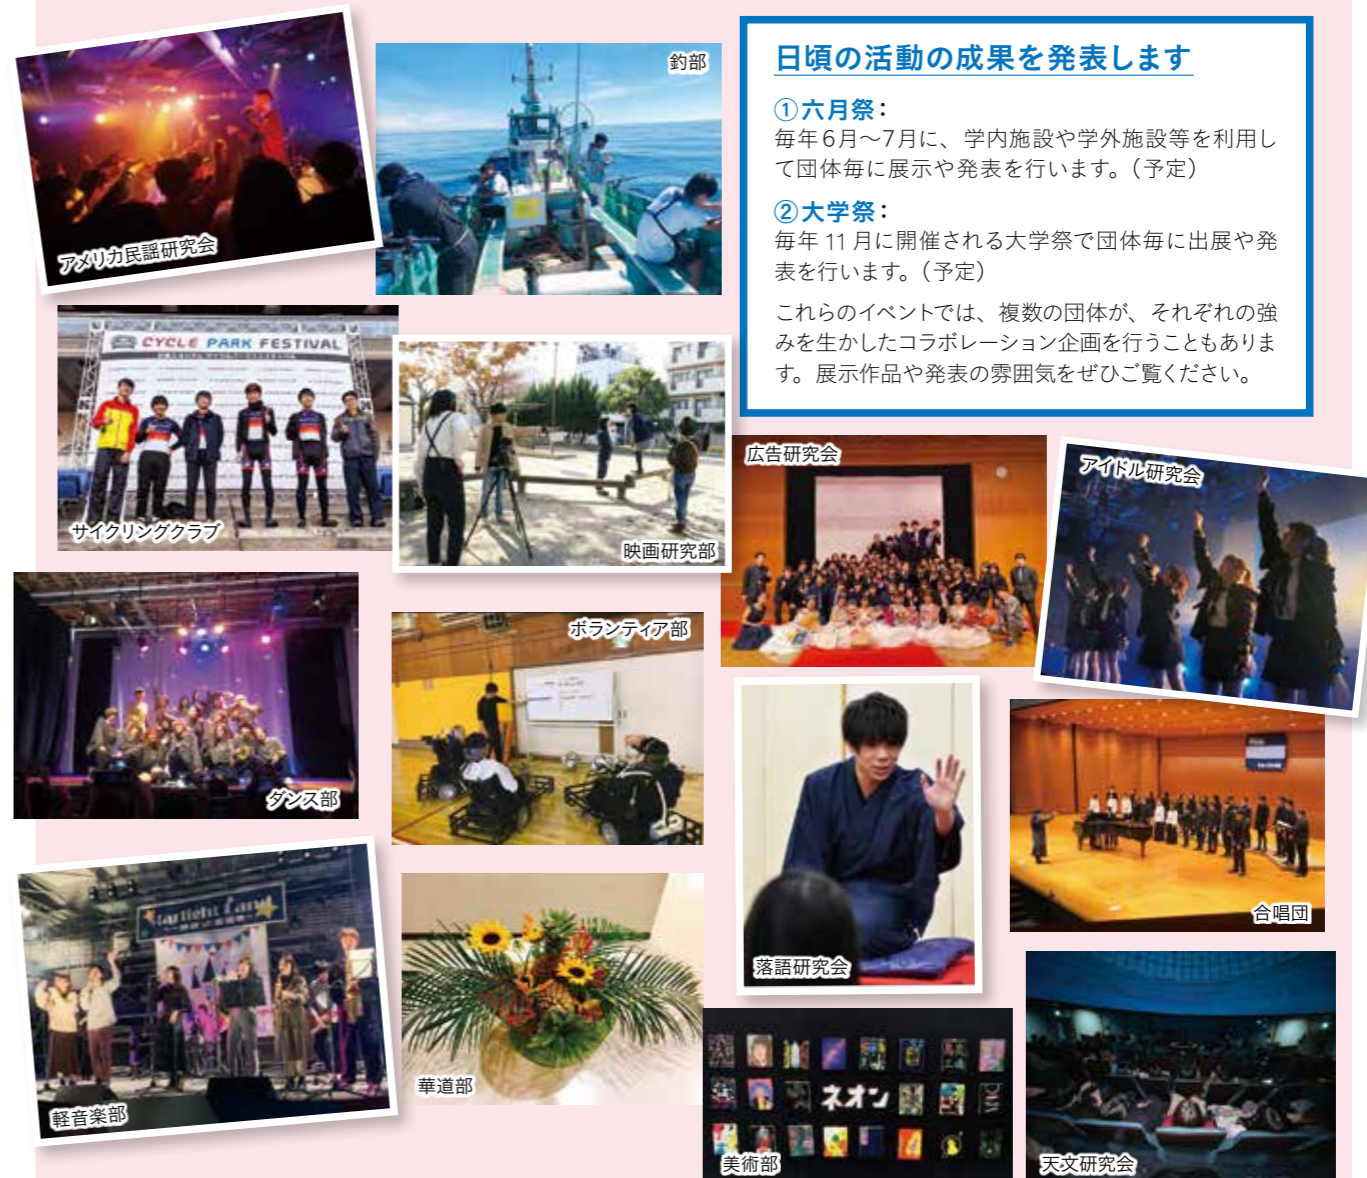 アメリカ民謡研究会
釣部
日頃の活動の成果を発表します
①六月祭：
毎年6月〜7月に、学内施設や学外施設等を利用し
て団体毎に展示や発表を行います。（予定）
②大学祭：
毎年 11 月に開催される大学祭で団体毎に出展や発
表を行います。（予定）
これらのイベントでは、複数の団体が、それぞれの強
みを生かしたコラボレーション企画を行うこともありま
す。展示作品や発表の雰囲気をぜひご覧ください。
CYCLE PARK FESTIVAL
サイクリングクラブ
映画研究部
広告研究会
アイドル研究会
ダンス部
ボランティア部
落語研究会
合唱団
軽音楽部
華道部
ネオン
美術部
天文研究会